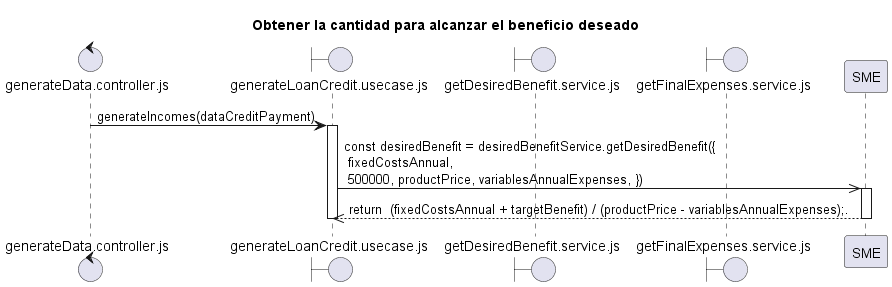 Obtener la cantidad para alcanzar el beneficio deseado
generateData.controller.js
generateLoanCredit.usecase.js
getDesiredBenefit.service.js
getFinalExpenses.service.js
SME
generateIncomes(dataCreditPayment)
const desiredBenefit = desiredBenefitService.getDesiredBenefit({
fixedCostsAnnual,
500000, productPrice, variablesAnnualExpenses, })
return (fixedCostsAnnual + targetBenefit) / (productPrice - variablesAnnualExpenses);.
generateData.controller.js
generateLoanCredit.usecase.js
getDesiredBenefit.service.js
getFinalExpenses.service.js
SME